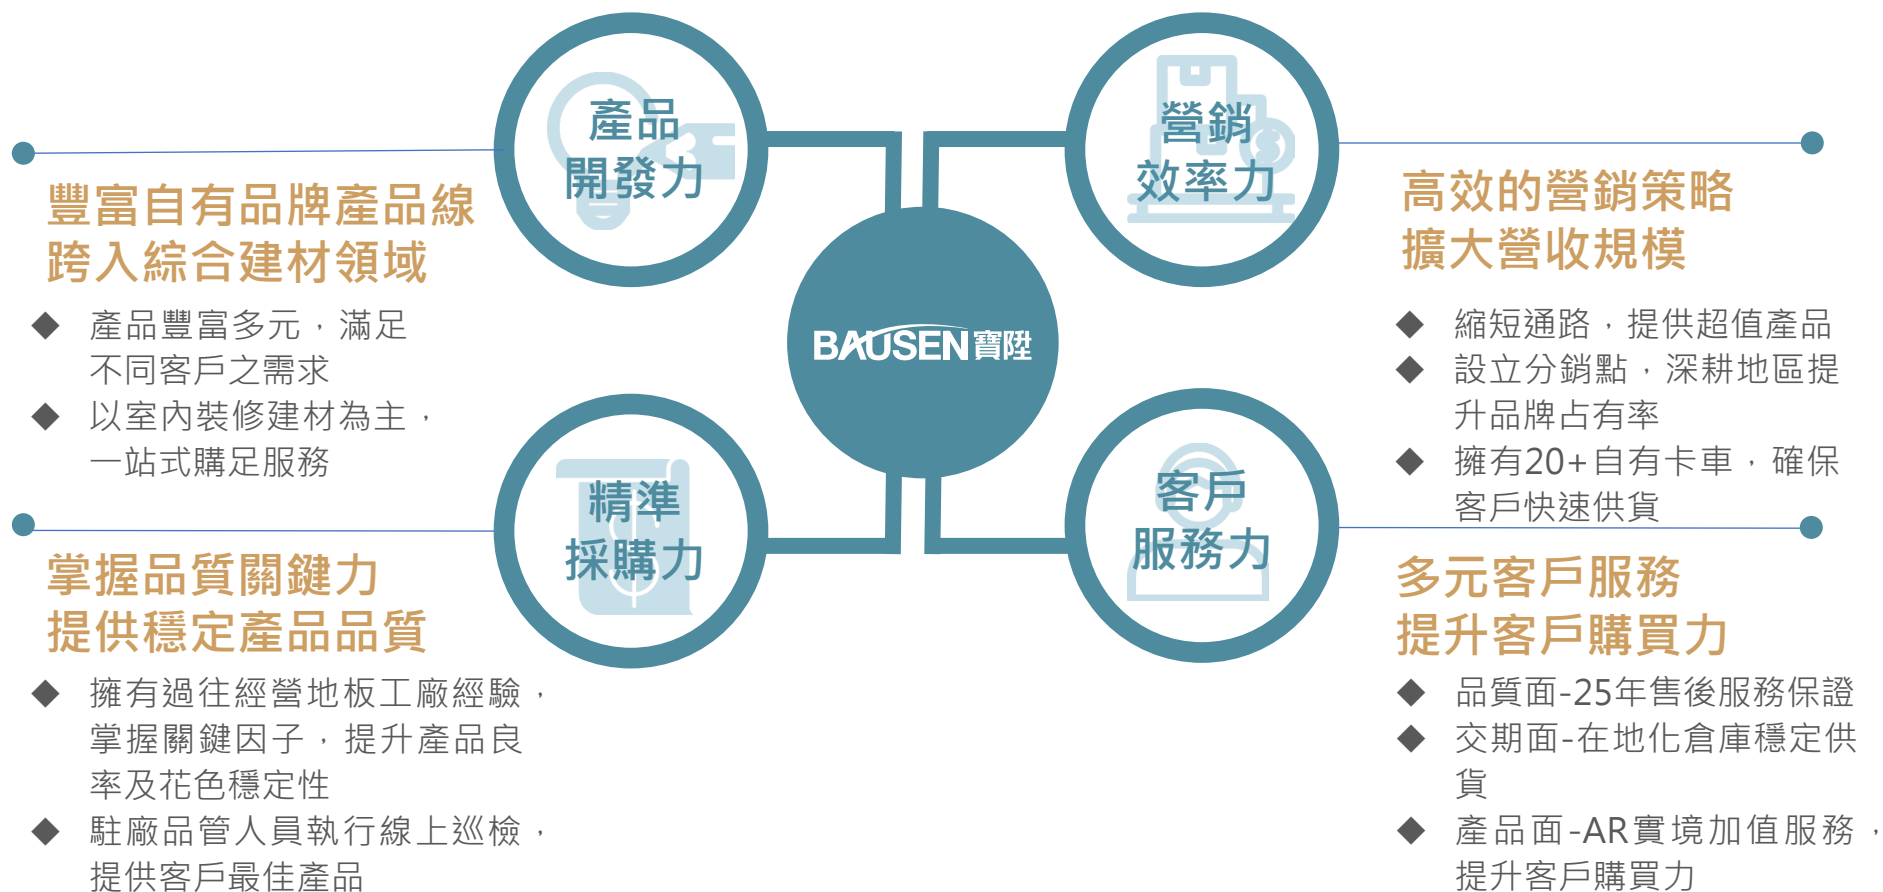 產品
開發力
豐富自有品牌產品線
跨入綜合建材領域
◆ 產品豐富多元，滿足
不同客戶之需求
◆ 以室內裝修建材為主，
一站式購足服務
營銷
效率力
高效的營銷策略
擴大營收規模
◆ 縮短通路，提供超值產品
◆ 設立分銷點，深耕地區提
升品牌占有率
◆ 擁有20+自有卡車，確保
客戶快速供貨
BAUSEN寶陞
精準
採購力
掌握品質關鍵力
提供穩定產品品質
◆ 擁有過往經營地板工廠經驗，
掌握關鍵因子，提升產品良
率及花色穩定性
◆ 駐廠品管人員執行線上巡檢，
提供客戶最佳產品
客戶
服務力
多元客戶服務
提升客戶購買力
◆ 品質面-25年售後服務保證
◆ 交期面-在地化倉庫穩定供
貨
◆ 產品面-AR實境加值服務，
提升客戶購買力